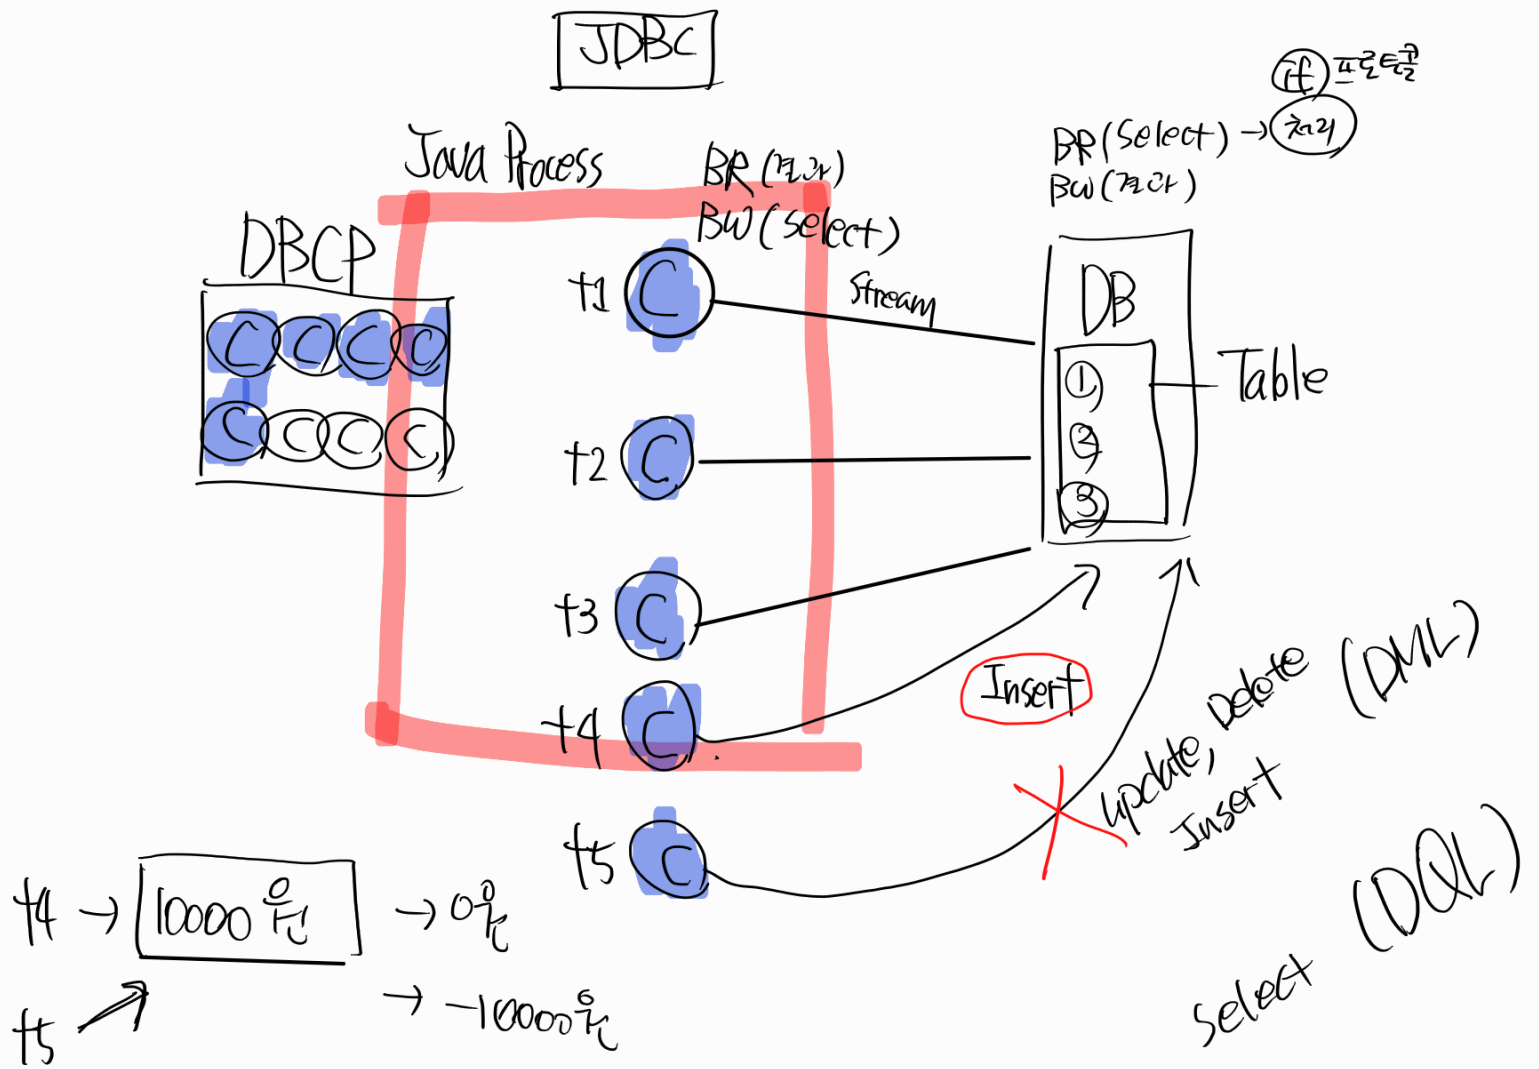 JDBC
if 프로토콜
BR(select) → 처리
BW(결과)
Java Process
BR(결과)
BW(select)
DBCP
C C C C
C C C C
t1 C
Stream
DB
①
②
③
Table
t2 C
t3 C
t4 C
Insert
update, Delete (DML)
Insert
t5 C
select (DQL)
t4 → 10000원 → 0원
t5
→ -10000원